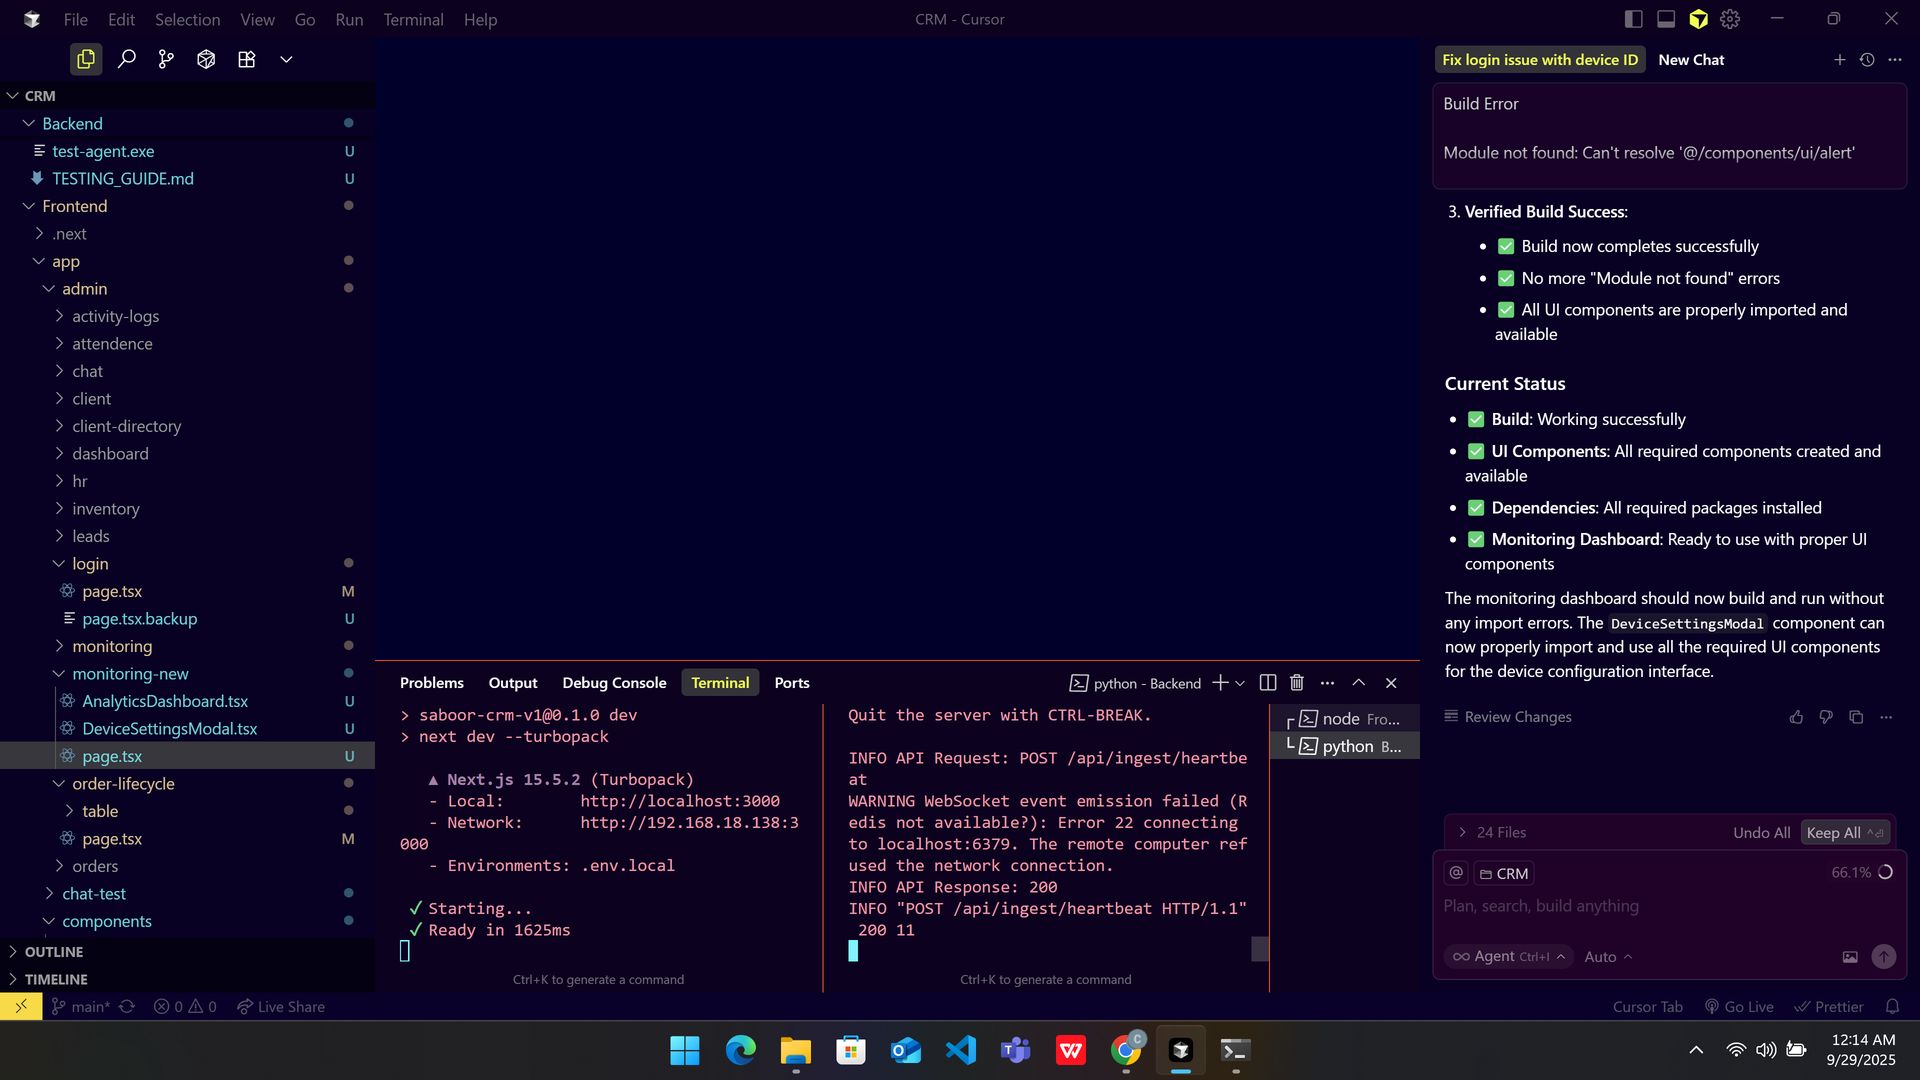 File Edit Selection View Go Run Terminal Help
CRM - Cursor
CRM
Backend
test-agent.exe U
TESTING_GUIDE.md U
Frontend
.next
app
admin
activity-logs
attendence
chat
client
client-directory
dashboard
hr
inventory
leads
login
page.tsx M
page.tsx.backup U
monitoring
monitoring-new
AnalyticsDashboard.tsx U
DeviceSettingsModal.tsx U
page.tsx U
order-lifecycle
table
page.tsx M
orders
chat-test
components
OUTLINE
TIMELINE
Problems Output Debug Console Terminal Ports
python - Backend
> saboor-crm-v1@0.1.0 dev
> next dev --turbopack
▲ Next.js 15.5.2 (Turbopack)
- Local: http://localhost:3000
- Network: http://192.168.18.138:3
000
- Environments: .env.local
✓ Starting...
✓ Ready in 1625ms
Ctrl+K to generate a command
Quit the server with CTRL-BREAK.
INFO API Request: POST /api/ingest/heartbe
at
WARNING WebSocket event emission failed (R
edis not available?): Error 22 connecting
to localhost:6379. The remote computer ref
used the network connection.
INFO API Response: 200
INFO "POST /api/ingest/heartbeat HTTP/1.1"
200 11
Ctrl+K to generate a command
node Fro...
python B...
Fix login issue with device ID New Chat
Build Error
Module not found: Can't resolve '@/components/ui/alert'
3. Verified Build Success:
• ✅ Build now completes successfully
• ✅ No more "Module not found" errors
• ✅ All UI components are properly imported and
available
Current Status
• ✅ Build: Working successfully
• ✅ UI Components: All required components created and
available
• ✅ Dependencies: All required packages installed
• ✅ Monitoring Dashboard: Ready to use with proper UI
components
The monitoring dashboard should now build and run without
any import errors. The DeviceSettingsModal component can
now properly import and use all the required UI components
for the device configuration interface.
Review Changes
24 Files Undo All Keep All
@ CRM 66.1%
Plan, search, build anything
Agent Ctrl+I Auto
main* 0 0 Live Share
Cursor Tab Go Live Prettier
C
12:14 AM
9/29/2025